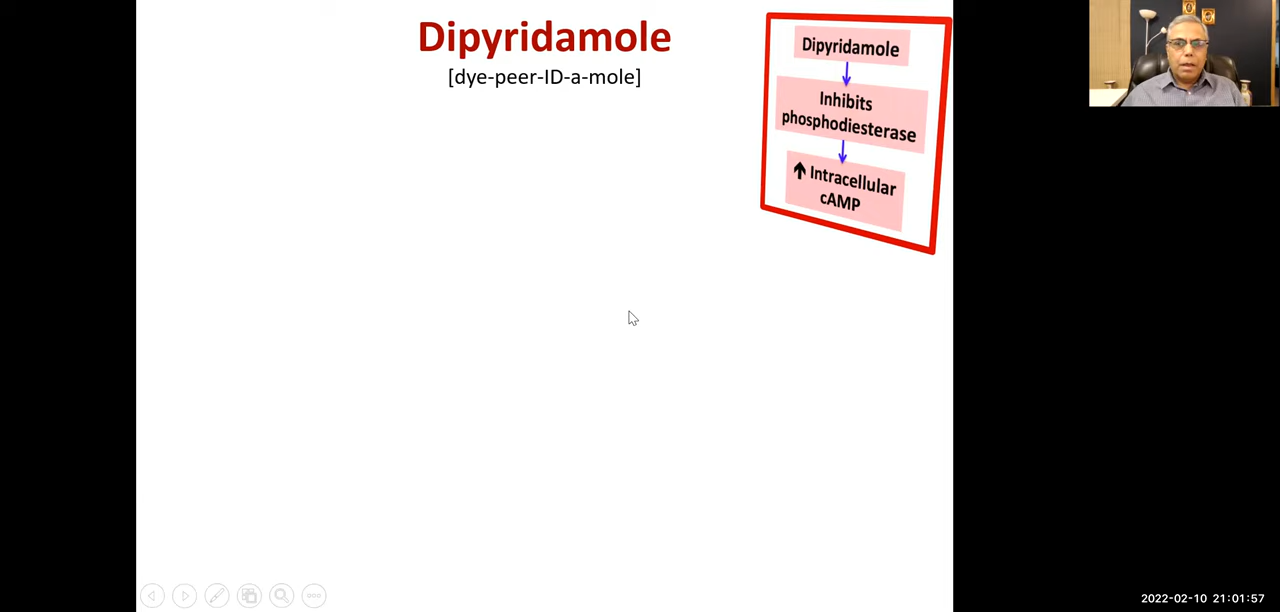 Dipyridamole
[dye-peer-ID-a-mole]
Dipyridamole
Inhibits
phosphodiesterase
↑ Intracellular
cAMP
2022-02-10 21:01:57